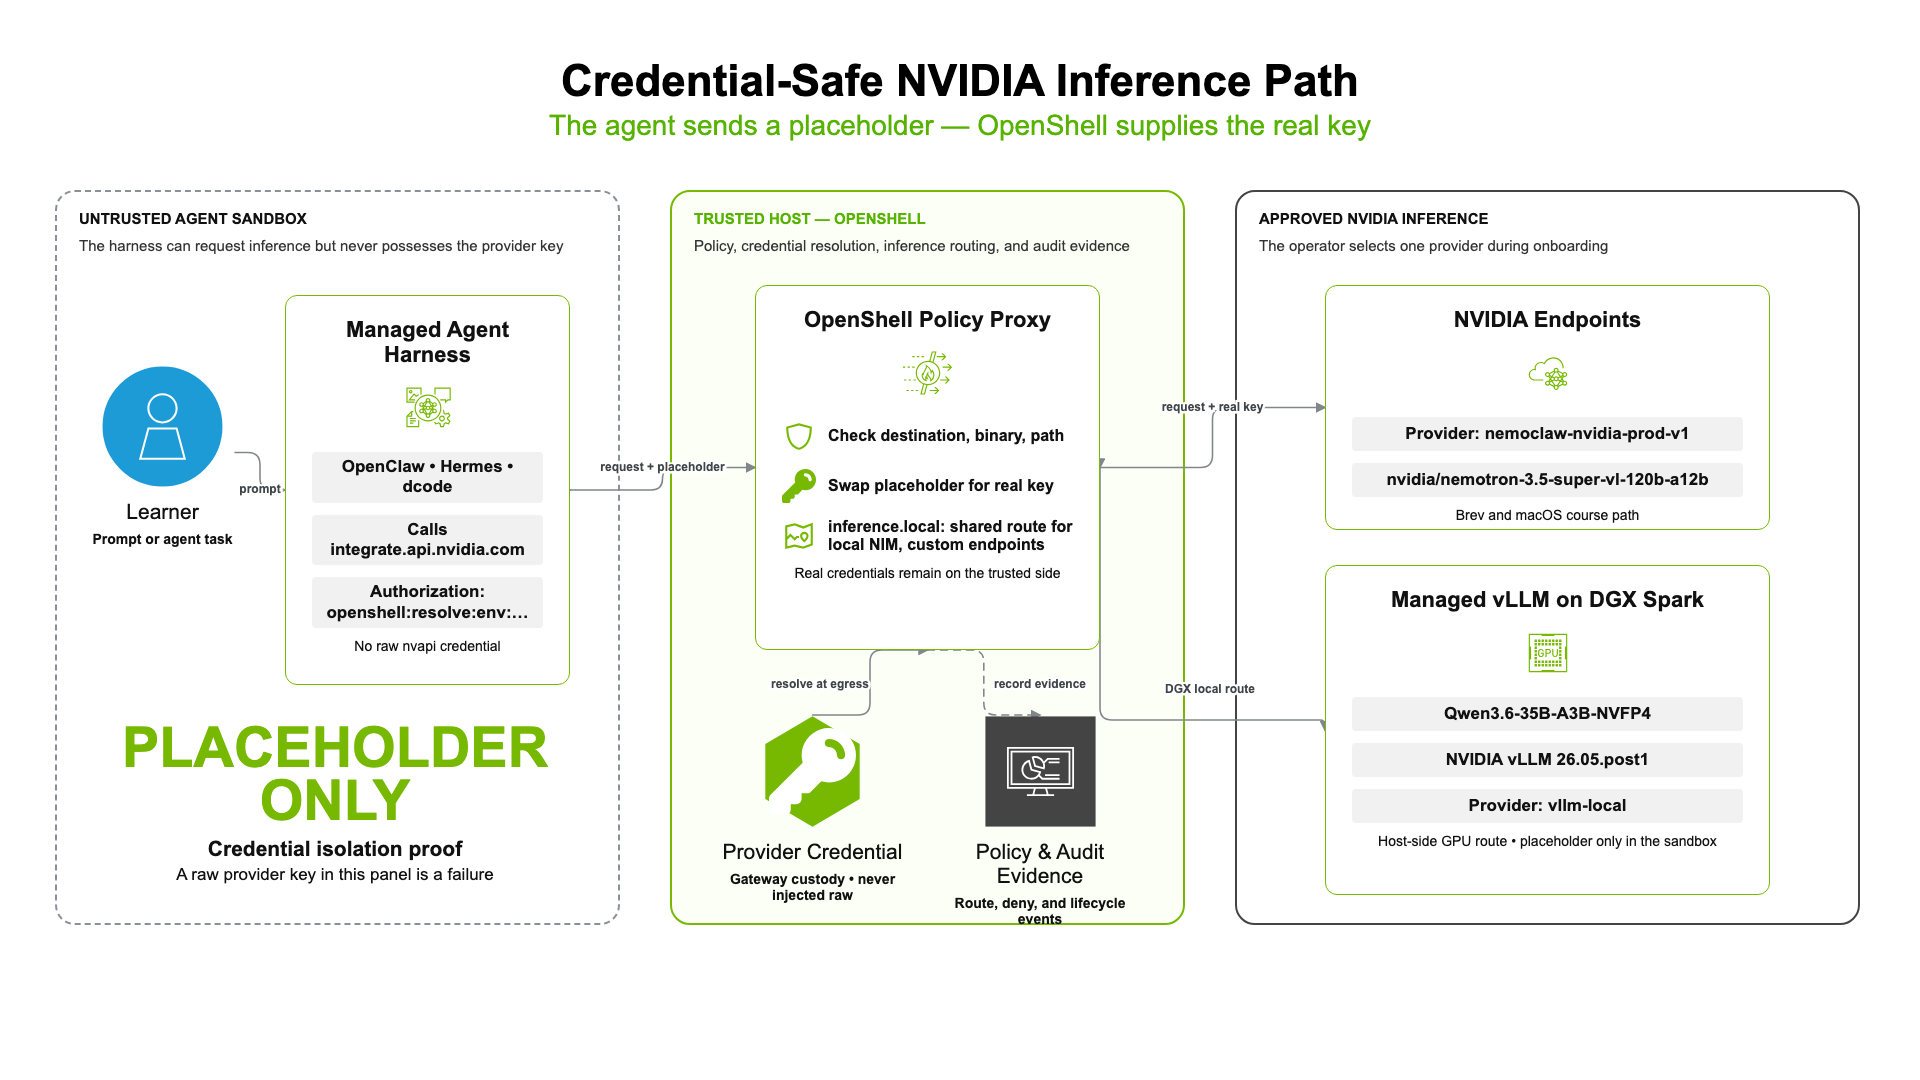 Credential-Safe NVIDIA Inference Path
The agent sends a placeholder — OpenShell supplies the real key
UNTRUSTED AGENT SANDBOX
The harness can request inference but never possesses the provider key
Learner
Prompt or agent task
prompt
Managed Agent
Harness
OpenClaw • Hermes •
dcode
Calls
integrate.api.nvidia.com
Authorization:
openshell:resolve:env:...
No raw nvapi credential
PLACEHOLDER
ONLY
Credential isolation proof
A raw provider key in this panel is a failure
request + placeholder
TRUSTED HOST — OPENSHELL
Policy, credential resolution, inference routing, and audit evidence
OpenShell Policy Proxy
Check destination, binary, path
Swap placeholder for real key
inference.local: shared route for
local NIM, custom endpoints
Real credentials remain on the trusted side
resolve at egress
record evidence
Provider Credential
Gateway custody • never
injected raw
Policy & Audit
Evidence
Route, deny, and lifecycle
events
request + real key
DGX local route
APPROVED NVIDIA INFERENCE
The operator selects one provider during onboarding
NVIDIA Endpoints
Provider: nemoclaw-nvidia-prod-v1
nvidia/nemotron-3.5-super-vl-120b-a12b
Brev and macOS course path
Managed vLLM on DGX Spark
GPU
Qwen3.6-35B-A3B-NVFP4
NVIDIA vLLM 26.05.post1
Provider: vllm-local
Host-side GPU route • placeholder only in the sandbox